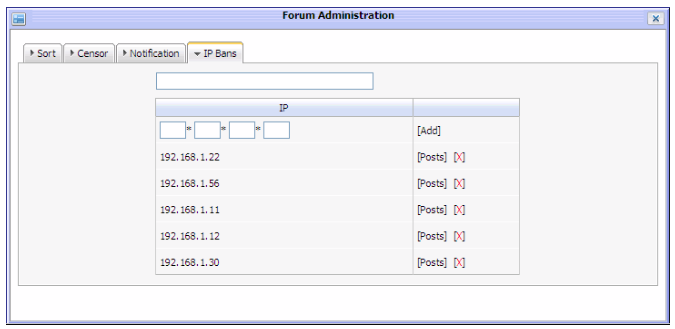 Forum Administration
Sort Censor Notification IP Bans
IP
* * * [Add]
192.168.1.22 [Posts] [X]
192.168.1.56 [Posts] [X]
192.168.1.11 [Posts] [X]
192.168.1.12 [Posts] [X]
192.168.1.30 [Posts] [X]